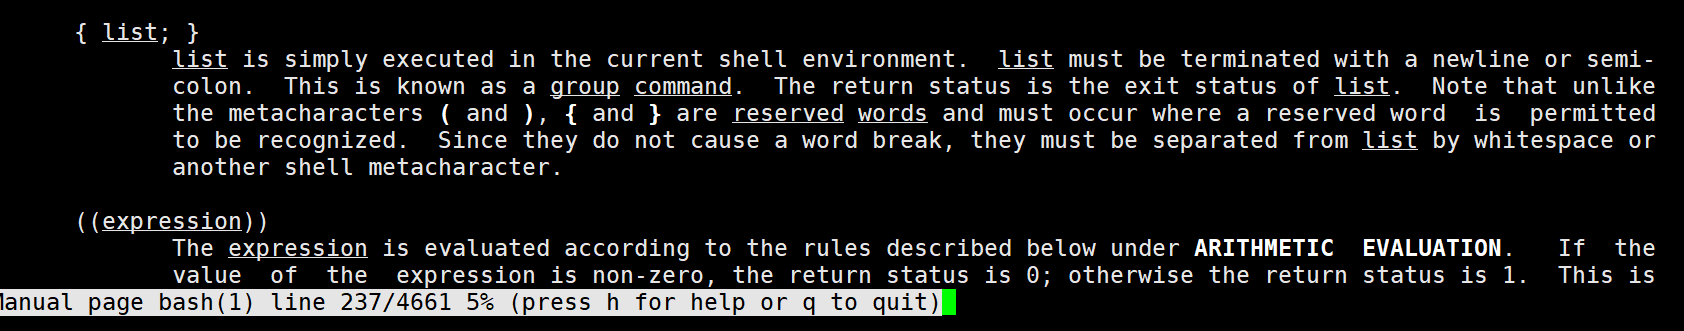 { list; }
list is simply executed in the current shell environment.  list must be terminated with a newline or semi-
colon.  This is known as a group command.  The return status is the exit status of list.  Note that unlike
the metacharacters ( and ), { and } are reserved words and must occur where a reserved word  is  permitted
to be recognized.  Since they do not cause a word break, they must be separated from list by whitespace or
another shell metacharacter.
((expression))
The expression is evaluated according to the rules described below under ARITHMETIC  EVALUATION.   If  the
value  of  the  expression is non-zero, the return status is 0; otherwise the return status is 1.  This is
Manual page bash(1) line 237/4661 5% (press h for help or q to quit)